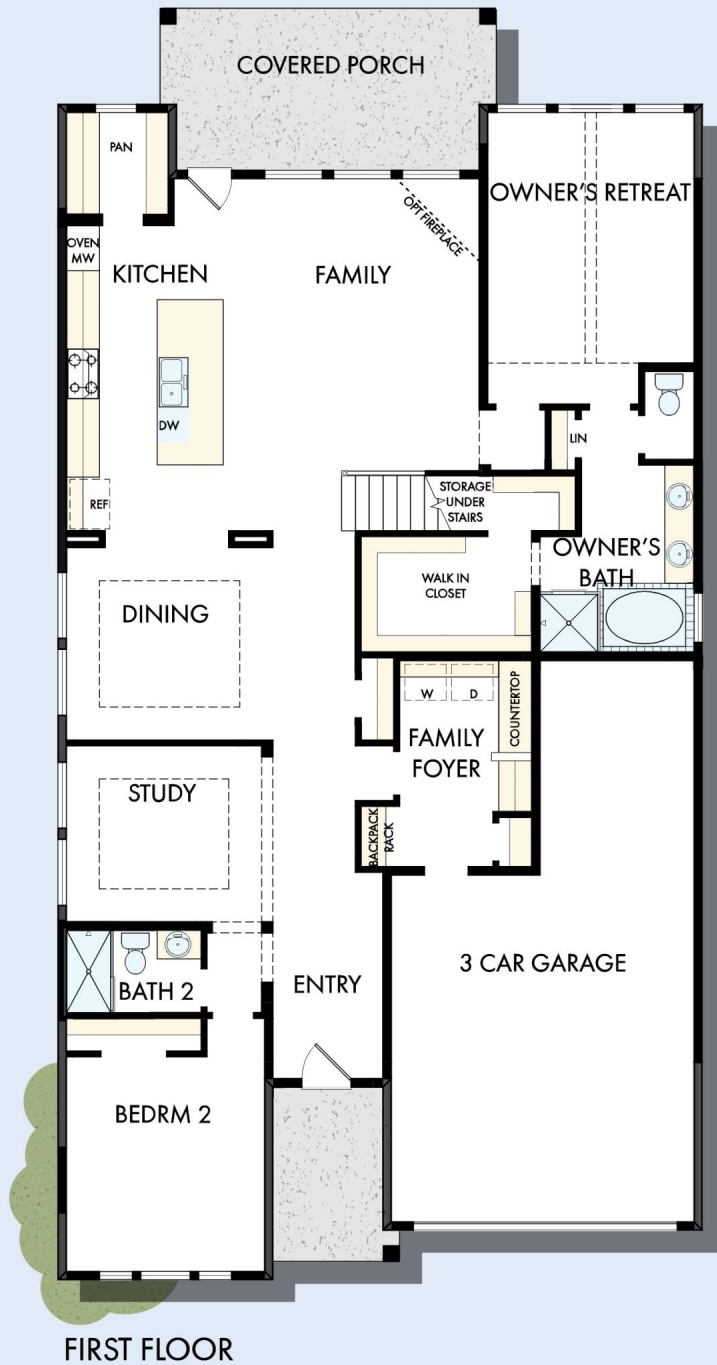 COVERED PORCH
PAN
OWNER'S RETREAT
OPT FIREPLACE
OVEN
MW
KITCHEN
FAMILY
DW
LIN
REF
STORAGE
UNDER
STAIRS
OWNER'S
BATH
WALK IN
CLOSET
DINING
W
D
COUNTERTOP
FAMILY
FOYER
STUDY
BACKPACK
RACK
3 CAR GARAGE
BATH 2
ENTRY
BEDRM 2
FIRST FLOOR